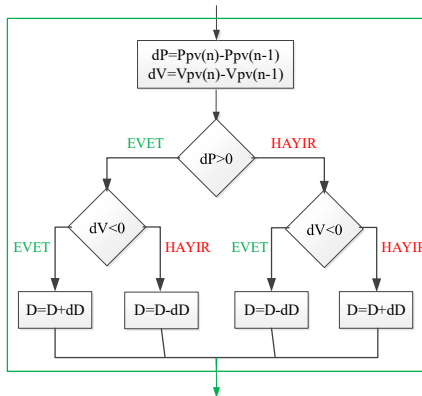 dP=Ppv(n)-Ppv(n-1)
dV=Vpv(n)-Vpv(n-1)
EVET
HAYIR
dP>0
dV<0
dV<0
EVET
HAYIR
EVET
HAYIR
D=D+dD
D=D-dD
D=D-dD
D=D+dD